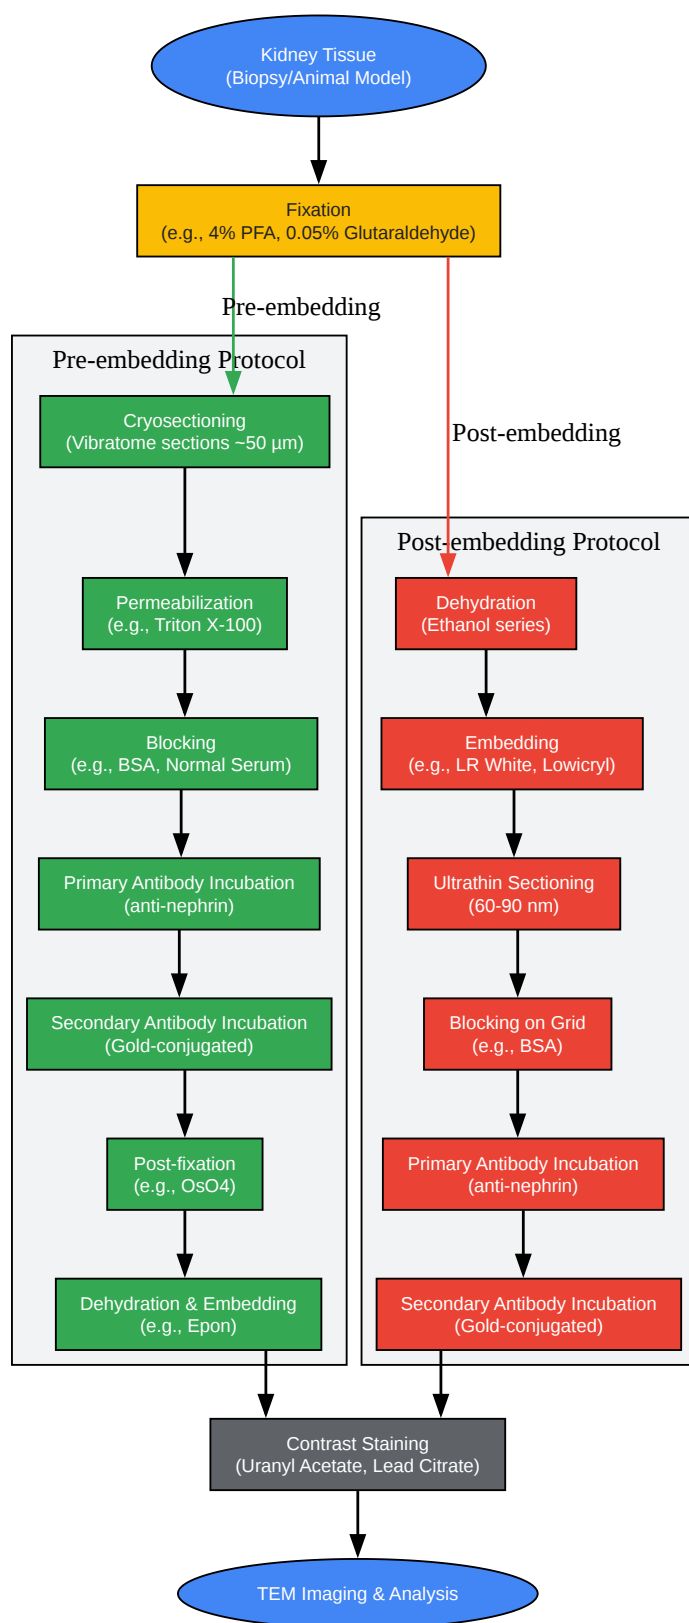 Kidney Tissue
(Biopsy/Animal Model)
Fixation
(e.g., 4% PFA, 0.05% Glutaraldehyde)
Pre-embedding
Pre-embedding Protocol
Cryosectioning
(Vibratome sections ~50 µm)
Permeabilization
(e.g., Triton X-100)
Blocking
(e.g., BSA, Normal Serum)
Primary Antibody Incubation
(anti-nephrin)
Secondary Antibody Incubation
(Gold-conjugated)
Post-fixation
(e.g., OsO4)
Dehydration & Embedding
(e.g., Epon)
Post-embedding
Post-embedding Protocol
Dehydration
(Ethanol series)
Embedding
(e.g., LR White, Lowicryl)
Ultrathin Sectioning
(60-90 nm)
Blocking on Grid
(e.g., BSA)
Primary Antibody Incubation
(anti-nephrin)
Secondary Antibody Incubation
(Gold-conjugated)
Contrast Staining
(Uranyl Acetate, Lead Citrate)
TEM Imaging & Analysis